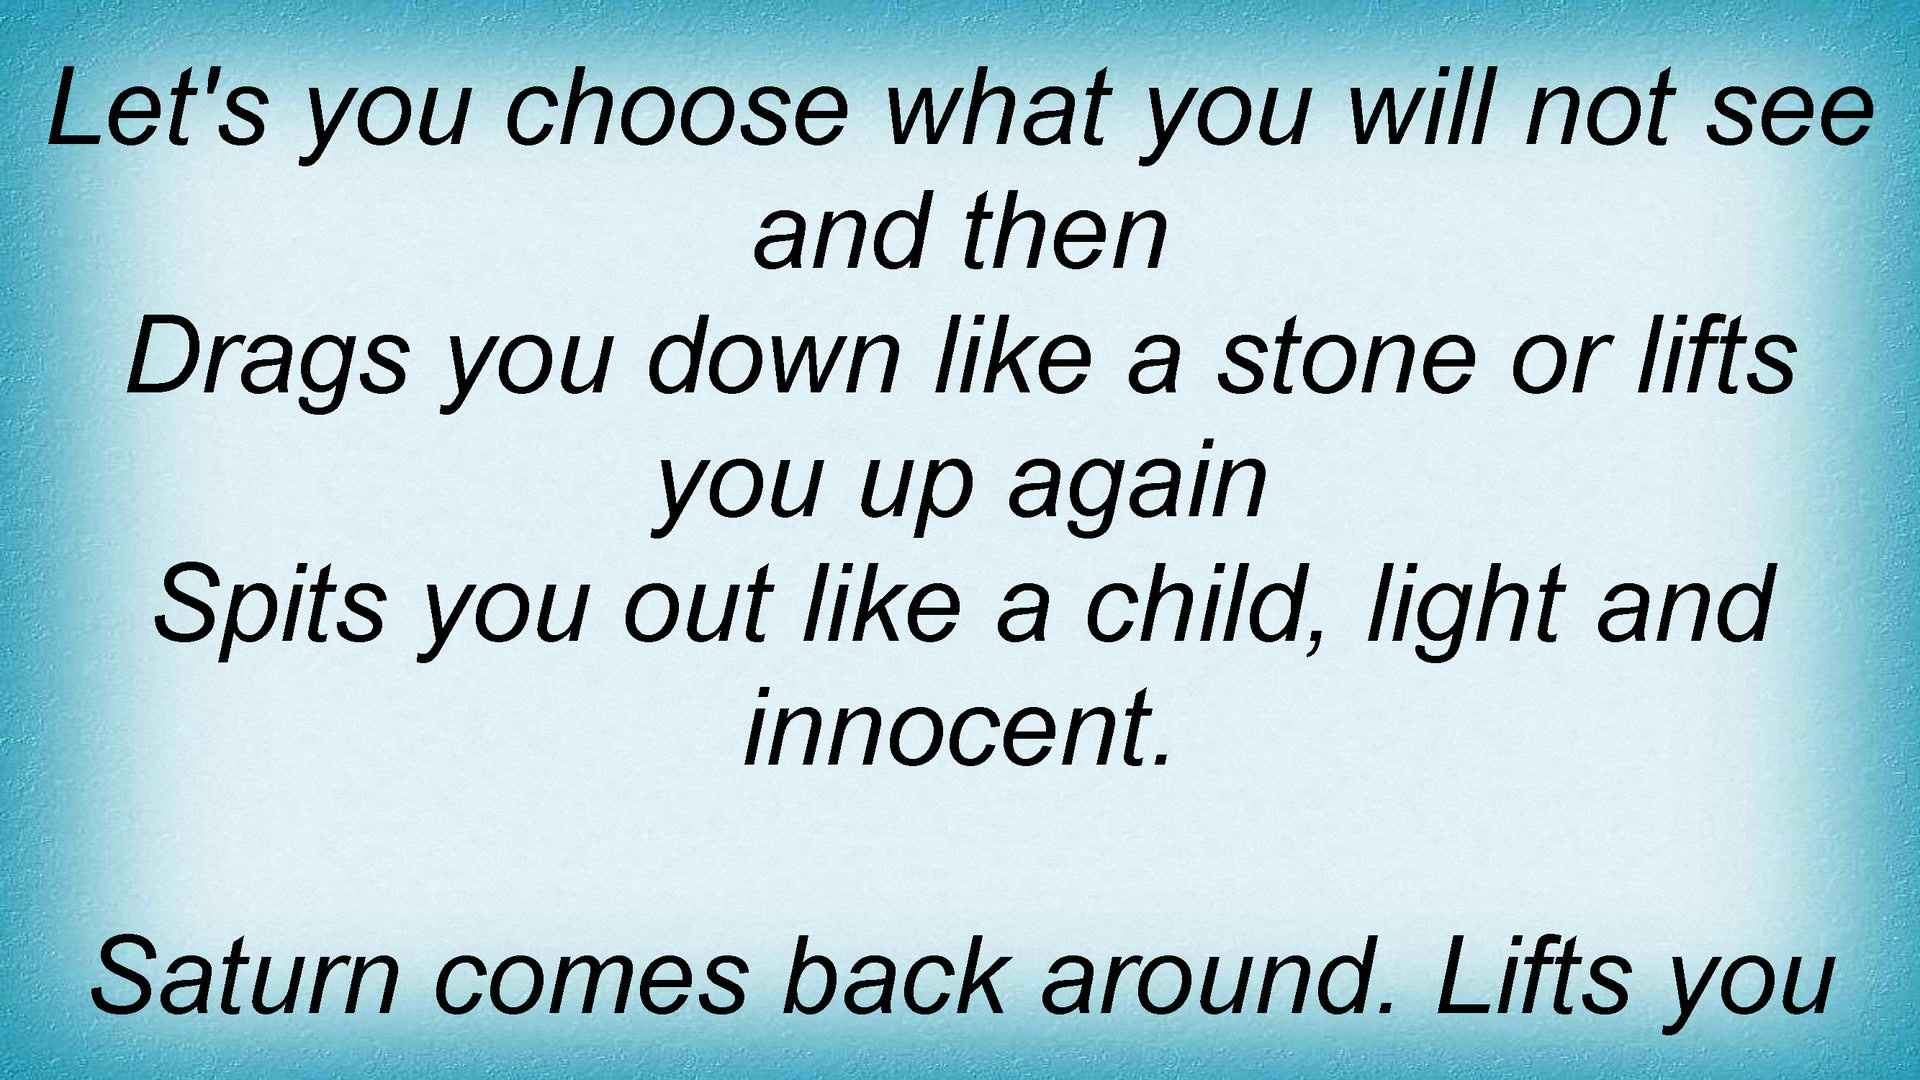 Let's you choose what you will not see
and then
Drags you down like a stone or lifts
you up again
Spits you out like a child, light and
innocent.
Saturn comes back around. Lifts you